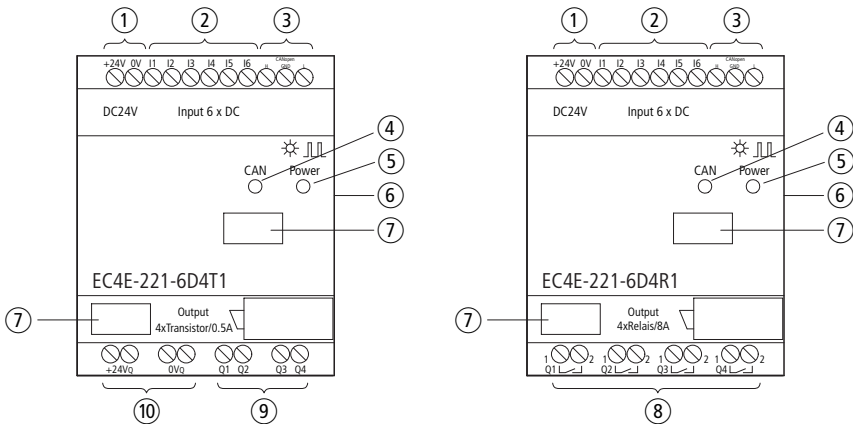 ① ② ③
+24V 0V I1 I2 I3 I4 I5 I6 H CANopen GND L
DC24V Input 6 x DC
④
CAN Power ⑤
⑥
⑦
EC4E-221-6D4T1
⑦ Output
4xTransistor/0.5A
+24VQ 0VQ Q1 Q2 Q3 Q4
⑩ ⑨
① ② ③
+24V 0V I1 I2 I3 I4 I5 I6 H CANopen GND L
DC24V Input 6 x DC
④
CAN Power ⑤
⑥
⑦
EC4E-221-6D4R1
⑦ Output
4xRelais/8A
1 2 1 2 1 2 1 2
Q1 Q2 Q3 Q4
⑧